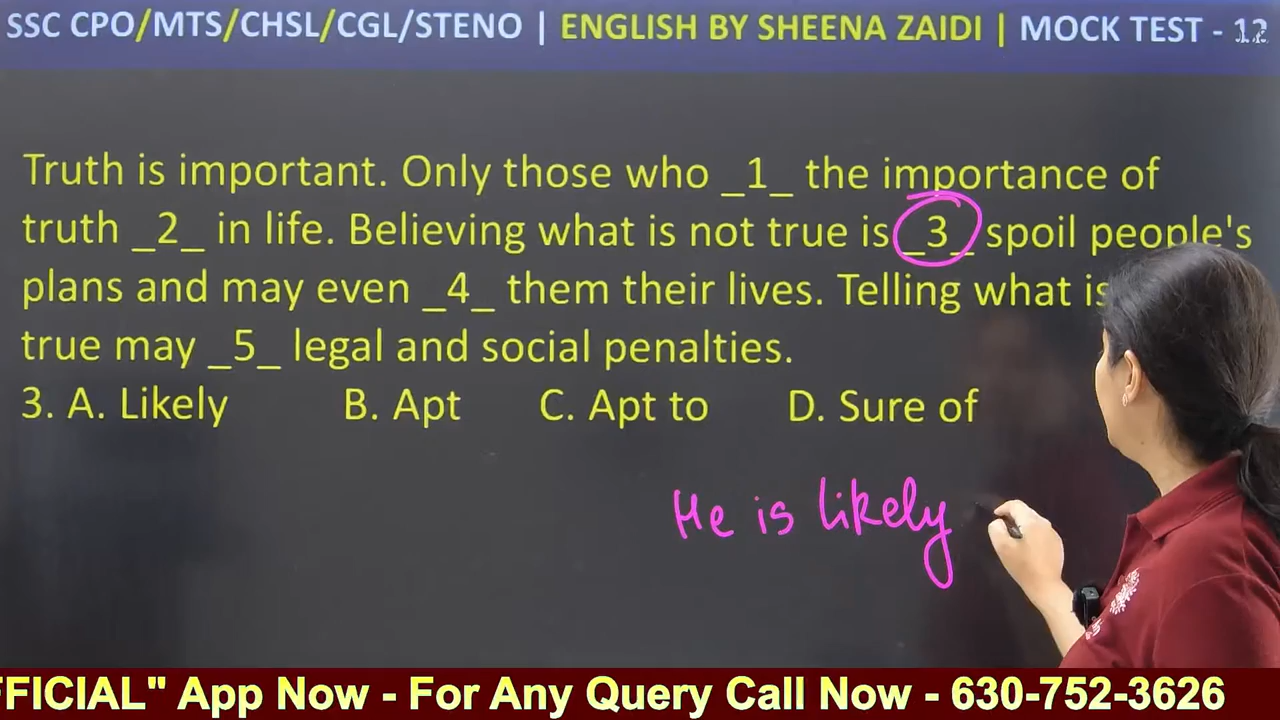 SSC CPO/MTS/CHSL/CGL/STENO | ENGLISH BY SHEENA ZAIDI | MOCK TEST - 12
Truth is important. Only those who _1_ the importance of
truth _2_ in life. Believing what is not true is _3_ spoil people's
plans and may even _4_ them their lives. Telling what is
true may _5_ legal and social penalties.
3. A. Likely B. Apt C. Apt to D. Sure of
He is likely
FFICIAL" App Now - For Any Query Call Now - 630-752-3626